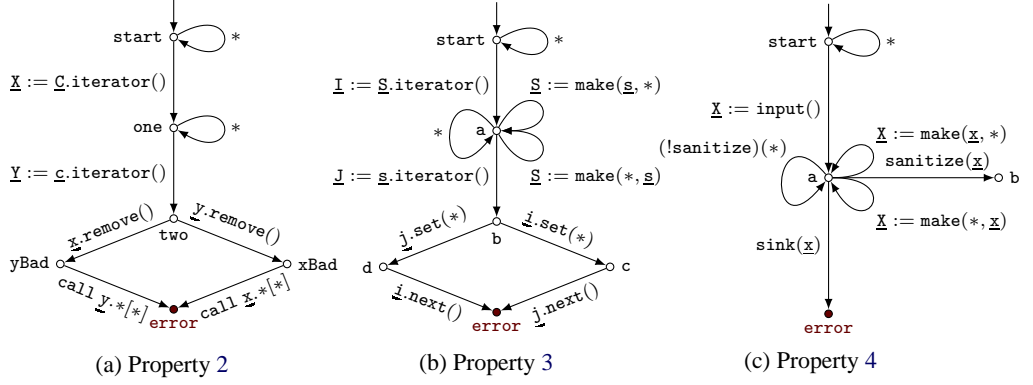 start
*
X := C.iterator()
one
*
Y := c.iterator()
x.remove()
y.remove()
two
yBad
xBad
call y.*[*]
call x.*[*]
error
(a) Property 2
start
*
I := S.iterator()
S := make(s, *)
*
a
J := s.iterator()
S := make(*, s)
j.set(*)
i.set(*)
b
d
c
i.next()
j.next()
error
(b) Property 3
start
*
X := input()
X := make(x, *)
(!sanitize)(*)
sanitize(x)
a
b
X := make(*, x)
sink(x)
error
(c) Property 4